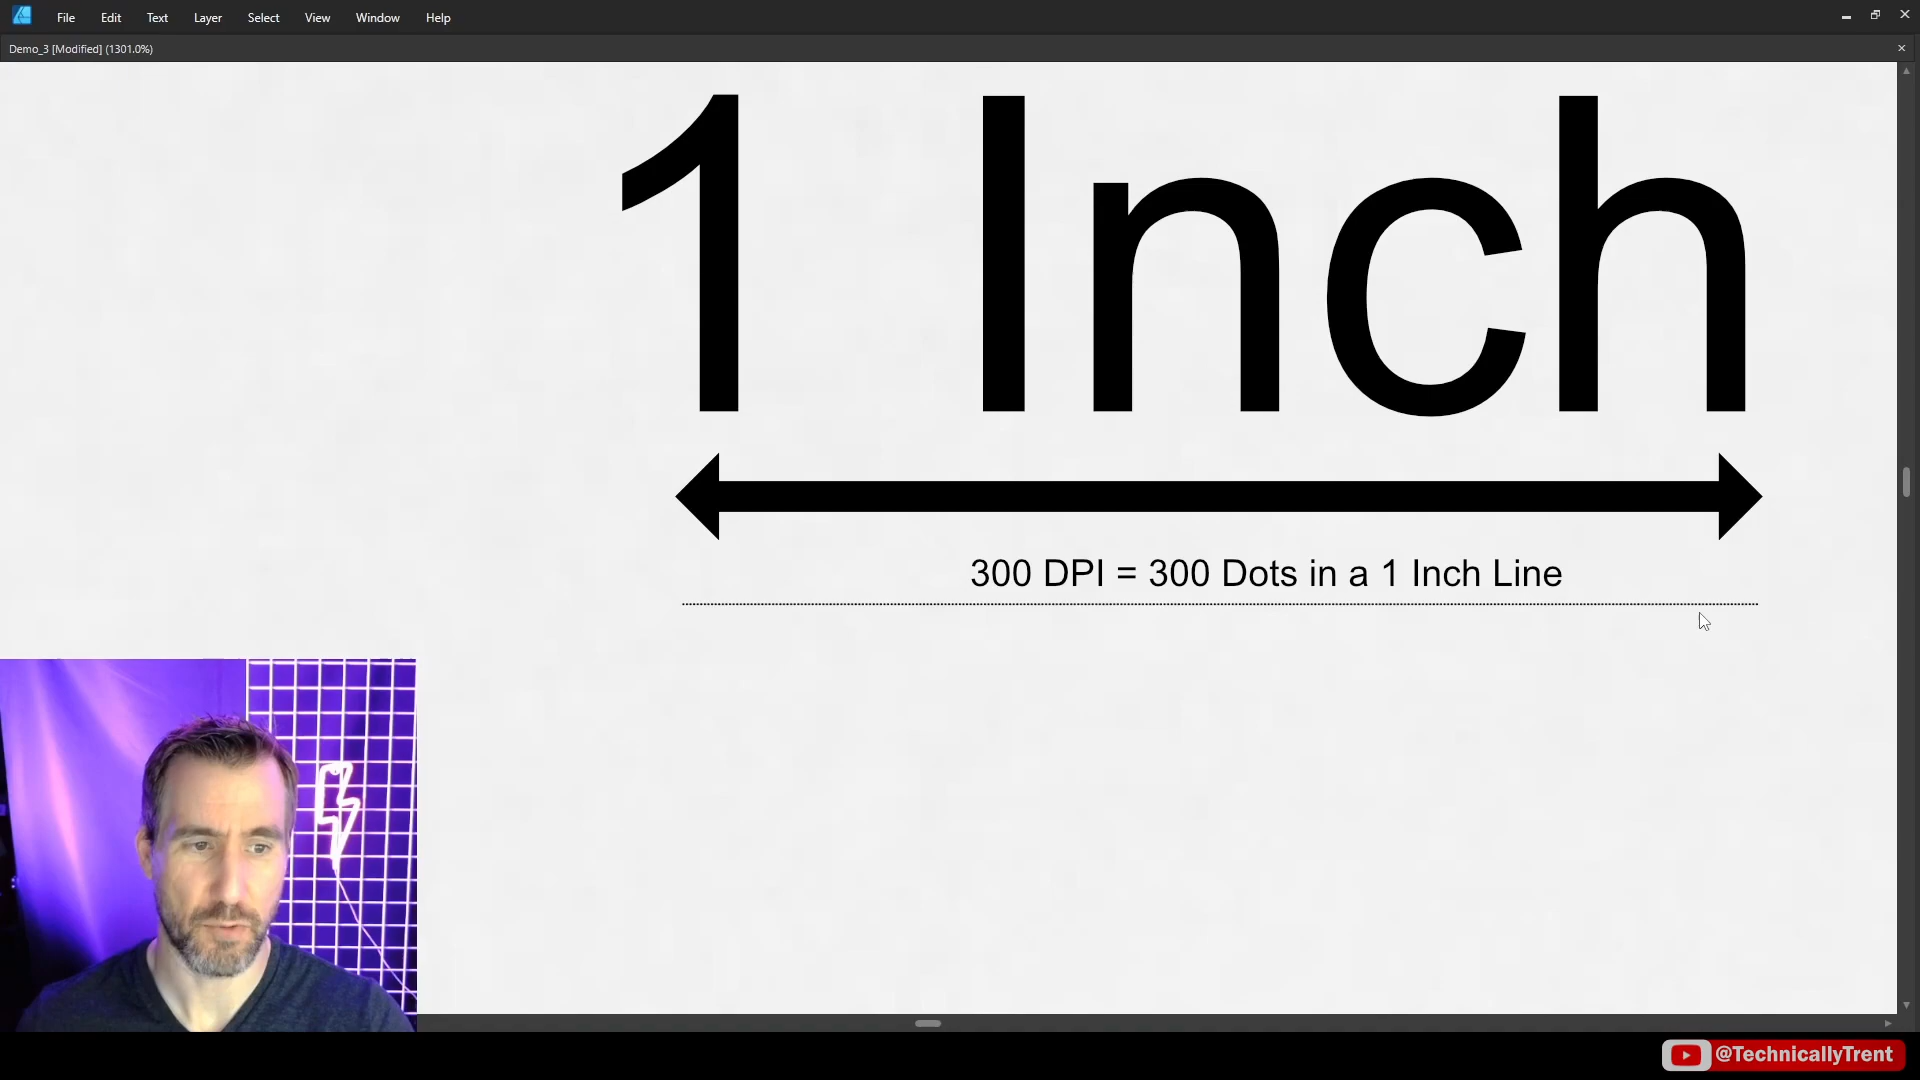 File Edit Text Layer Select View Window Help
Demo_3 [Modified] (1301.0%)
1 Inch
300 DPI = 300 Dots in a 1 Inch Line
@TechnicallyTrent